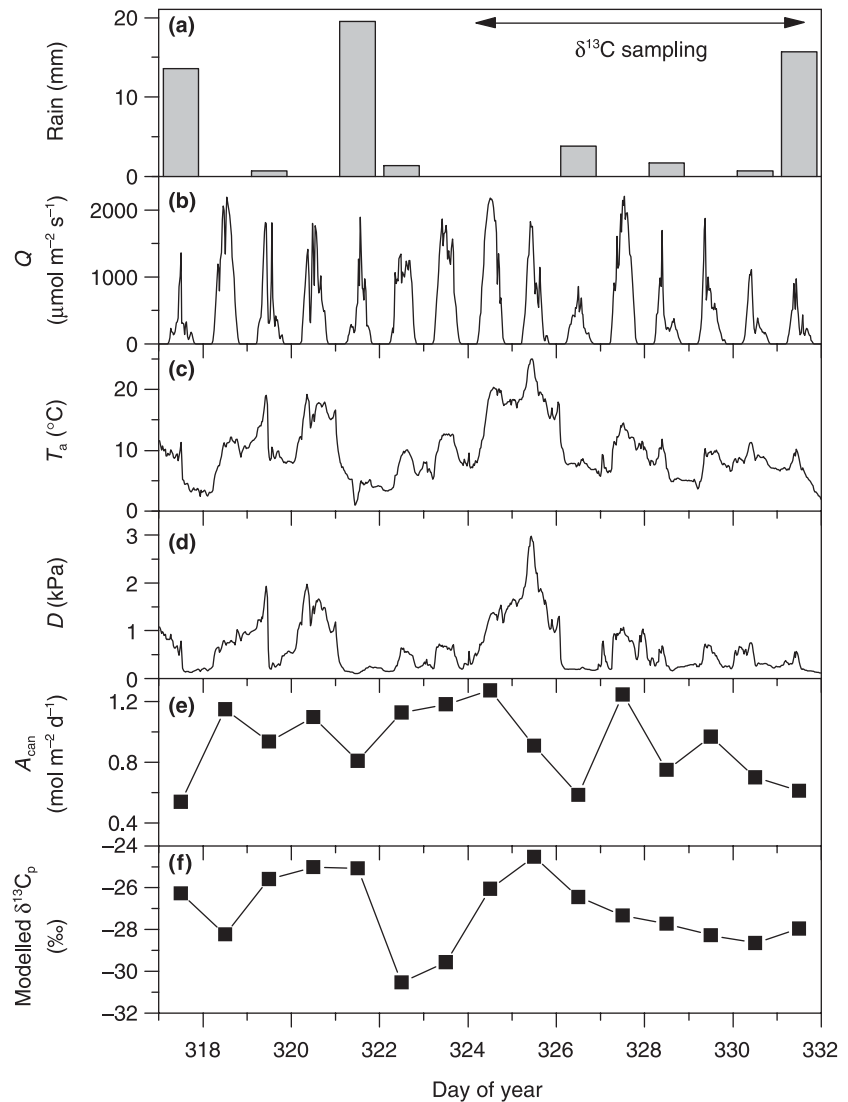 (a)
δ¹³C sampling
Rain (mm)
20
10
0
(b)
Q
(μmol m⁻² s⁻¹)
2000
1000
0
(c)
Tₐ (°C)
20
10
0
(d)
D (kPa)
3
2
1
0
(e)
A_can
(mol m⁻² d⁻¹)
1.2
0.8
0.4
(f)
Modelled δ¹³Cₚ
(‰)
−24
−26
−28
−30
−32
318 320 322 324 326 328 330 332
Day of year